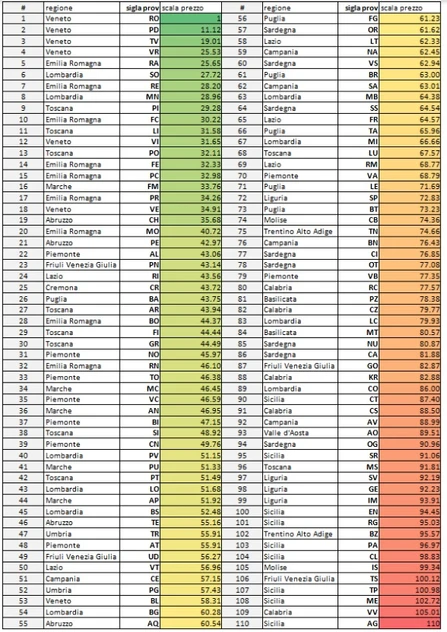 # regione sigla prov scala prezzo # regione sigla prov scala prezzo
1 Veneto RO 1 56 Puglia FG 61.23
2 Veneto PD 11.12 57 Sardegna OR 61.62
3 Veneto TV 19.01 58 Lazio LT 62.33
4 Veneto VR 25.53 59 Campania NA 62.45
5 Emilia Romagna RA 25.65 60 Sardegna VS 62.94
6 Lombardia SO 27.72 61 Puglia BR 63.00
7 Emilia Romagna RE 28.20 62 Campania SA 63.01
8 Lombardia MN 28.96 63 Lombardia MB 64.38
9 Toscana PI 29.28 64 Sardegna SS 64.54
10 Emilia Romagna FC 30.22 65 Lazio FR 64.57
11 Toscana LI 31.58 66 Puglia TA 65.96
12 Veneto VI 31.65 67 Lombardia MI 66.66
13 Toscana PO 32.11 68 Toscana LU 67.57
14 Emilia Romagna FE 32.33 69 Lazio RM 68.77
15 Emilia Romagna PC 32.98 70 Piemonte VA 68.79
16 Marche FM 33.76 71 Puglia LE 71.69
17 Emilia Romagna PR 34.26 72 Liguria SP 72.83
18 Veneto VE 34.91 73 Puglia BT 73.23
19 Abruzzo CH 35.68 74 Molise CB 74.36
20 Emilia Romagna MO 40.72 75 Trentino Alto Adige TN 74.66
21 Abruzzo PE 42.97 76 Campania BN 76.43
22 Piemonte AL 43.06 77 Sardegna CI 76.85
23 Friuli Venezia Giulia PN 43.14 78 Sardegna OT 77.08
24 Lazio RI 43.56 79 Piemonte VB 77.35
25 Cremona CR 43.72 80 Calabria RC 77.57
26 Puglia BA 43.75 81 Basilicata PZ 78.38
27 Toscana AR 43.94 82 Calabria CZ 79.77
28 Emilia Romagna BO 44.37 83 Lombardia LC 79.93
29 Toscana FI 44.44 84 Basilicata MT 80.57
30 Toscana GR 44.49 85 Sardegna NU 80.87
31 Piemonte NO 45.97 86 Sardegna CA 81.88
32 Emilia Romagna RN 46.10 87 Friuli Venezia Giulia GO 82.87
33 Piemonte TO 46.38 88 Calabria KR 82.88
34 Marche MC 46.45 89 Lombardia CO 86.00
35 Piemonte VC 46.59 90 Sicilia CT 87.40
36 Marche AN 46.95 91 Calabria CS 88.50
37 Piemonte BI 47.15 92 Campania AV 88.99
38 Toscana SI 48.92 93 Valle d'Aosta AO 89.51
39 Piemonte CN 49.76 94 Sardegna OG 90.96
40 Lombardia PV 51.15 95 Sicilia SR 91.06
41 Marche PU 51.33 96 Toscana MS 91.81
42 Toscana PT 51.49 97 Liguria SV 92.19
43 Lombardia LO 51.68 98 Liguria GE 92.23
44 Marche AP 51.92 99 Liguria IM 93.91
45 Lombardia BS 52.48 100 Sicilia EN 94.45
46 Abruzzo TE 55.16 101 Sicilia RG 95.03
47 Umbria TR 55.91 102 Trentino Alto Adige BZ 95.57
48 Piemonte AT 55.91 103 Sicilia PA 96.97
49 Friuli Venezia Giulia UD 56.27 104 Sicilia CL 98.83
50 Lazio VT 56.96 105 Molise IS 99.34
51 Campania CE 57.15 106 Friuli Venezia Giulia TS 100.12
52 Umbria PG 57.43 107 Sicilia TP 100.98
53 Veneto BL 58.31 108 Sicilia ME 102.72
54 Lombardia BG 60.28 109 Calabria VV 105.01
55 Abruzzo AQ 60.54 110 Sicilia AG 110